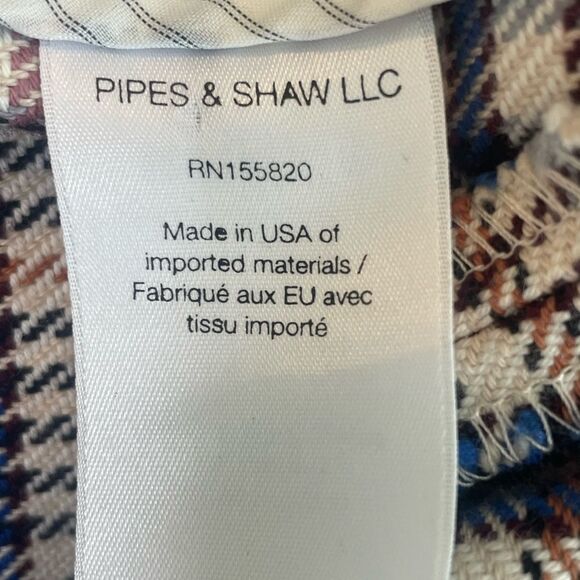 PIPES & SHAW LLC
RN155820
Made in USA of
imported materials /
Fabriqué aux EU avec
tissu importé